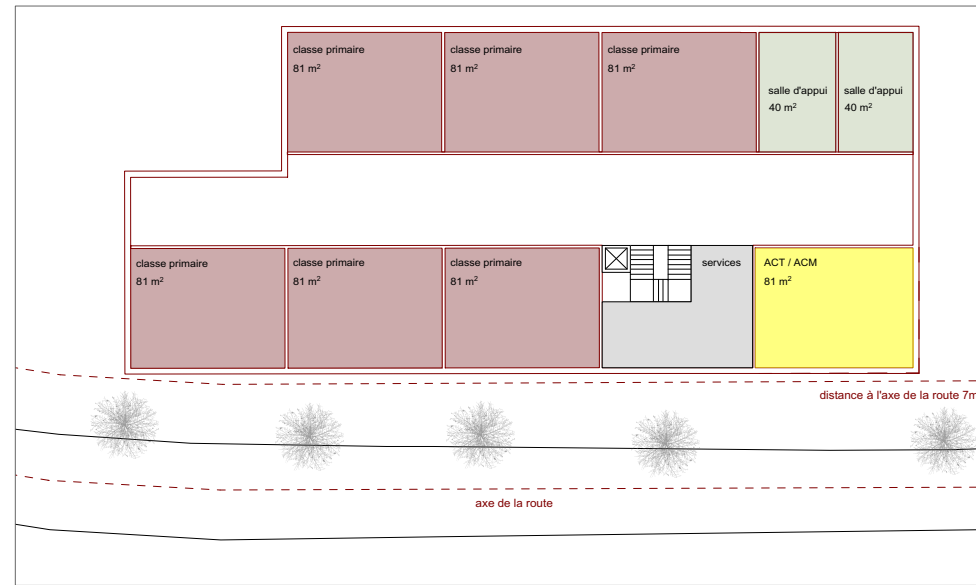 classe primaire
81 m²
classe primaire
81 m²
classe primaire
81 m²
salle d'appui
40 m²
salle d'appui
40 m²
classe primaire
81 m²
classe primaire
81 m²
classe primaire
81 m²
services
ACT / ACM
81 m²
distance à l'axe de la route 7m
axe de la route